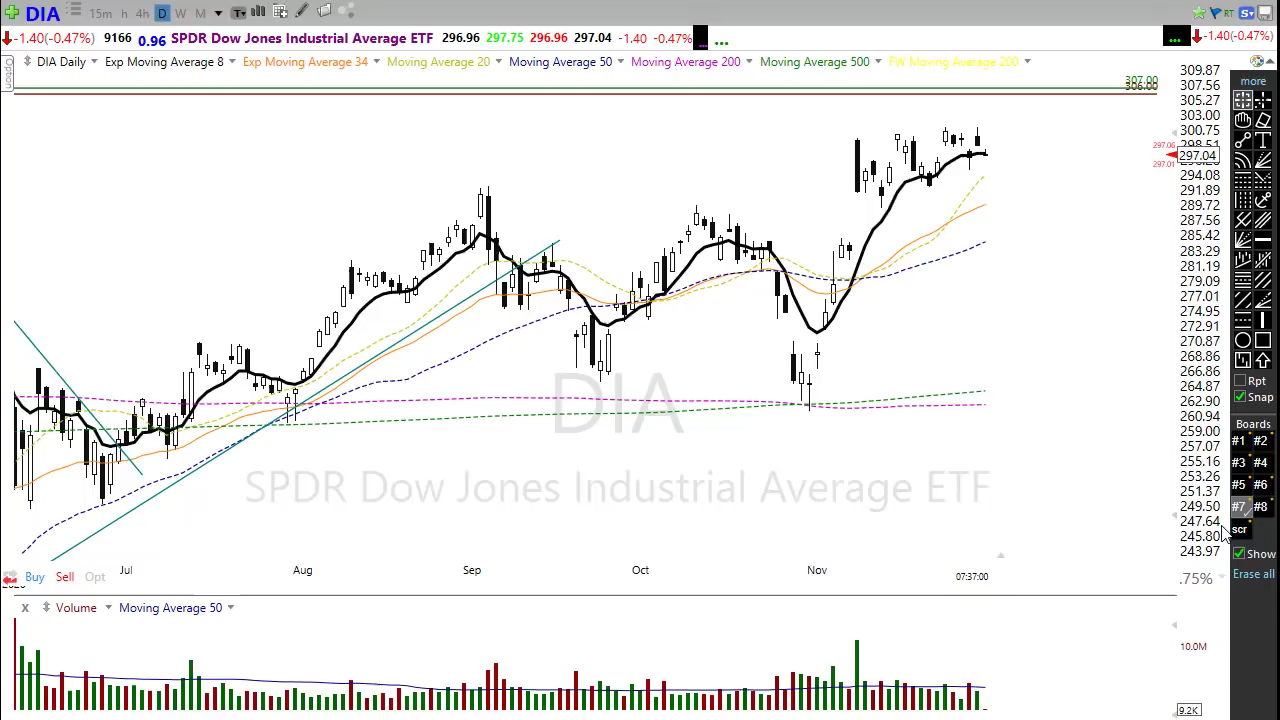 DIA 15m h 4h D W M T RT S
-1.40(-0.47%) 9166 0.96 SPDR Dow Jones Industrial Average ETF 296.96 297.75 296.96 297.04 -1.40 -0.47% ... ... ... -1.40(-0.47%)
Option
DIA Daily Exp Moving Average 8 Exp Moving Average 34 Moving Average 20 Moving Average 50 Moving Average 200 Moving Average 500 FW Moving Average 200
309.87
307.56
305.27
303.00
300.75
298.51
297.04
294.08
291.89
289.72
287.56
285.42
283.29
281.19
279.09
277.01
274.95
272.91
270.87
268.86
266.86
264.87
262.90
260.94
259.00
257.07
255.16
253.26
251.37
249.50
247.64
245.80
243.97
307.00
306.00
297.06
297.01
more
T
Rpt
Snap
Boards
#1 #2
#3 #4
#5 #6
#7 #8
scr
Show
Erase all
DIA
SPDR Dow Jones Industrial Average ETF
Jul Aug Sep Oct Nov
Buy Sell Opt 07:37:00 .75%
x Volume Moving Average 50
10.0M
9.2K